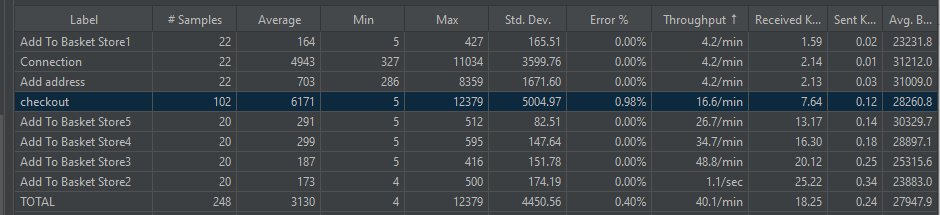 Label # Samples Average Min Max Std. Dev. Error % Throughput ↑ Received K... Sent K... Avg. B...
Add To Basket Store1 22 164 5 427 165.51 0.00% 4.2/min 1.59 0.02 23231.8
Connection 22 4943 327 11034 3599.76 0.00% 4.2/min 2.14 0.01 31212.0
Add address 22 703 286 8359 1671.60 0.00% 4.2/min 2.13 0.03 31009.0
checkout 102 6171 5 12379 5004.97 0.98% 16.6/min 7.64 0.12 28260.8
Add To Basket Store5 20 291 5 512 82.51 0.00% 26.7/min 13.17 0.14 30329.7
Add To Basket Store4 20 299 5 595 147.64 0.00% 34.7/min 16.30 0.18 28897.1
Add To Basket Store3 20 187 5 416 151.78 0.00% 48.8/min 20.12 0.25 25315.6
Add To Basket Store2 20 173 4 500 174.19 0.00% 1.1/sec 25.22 0.34 23883.0
TOTAL 248 3130 4 12379 4450.56 0.40% 40.1/min 18.25 0.24 27947.9